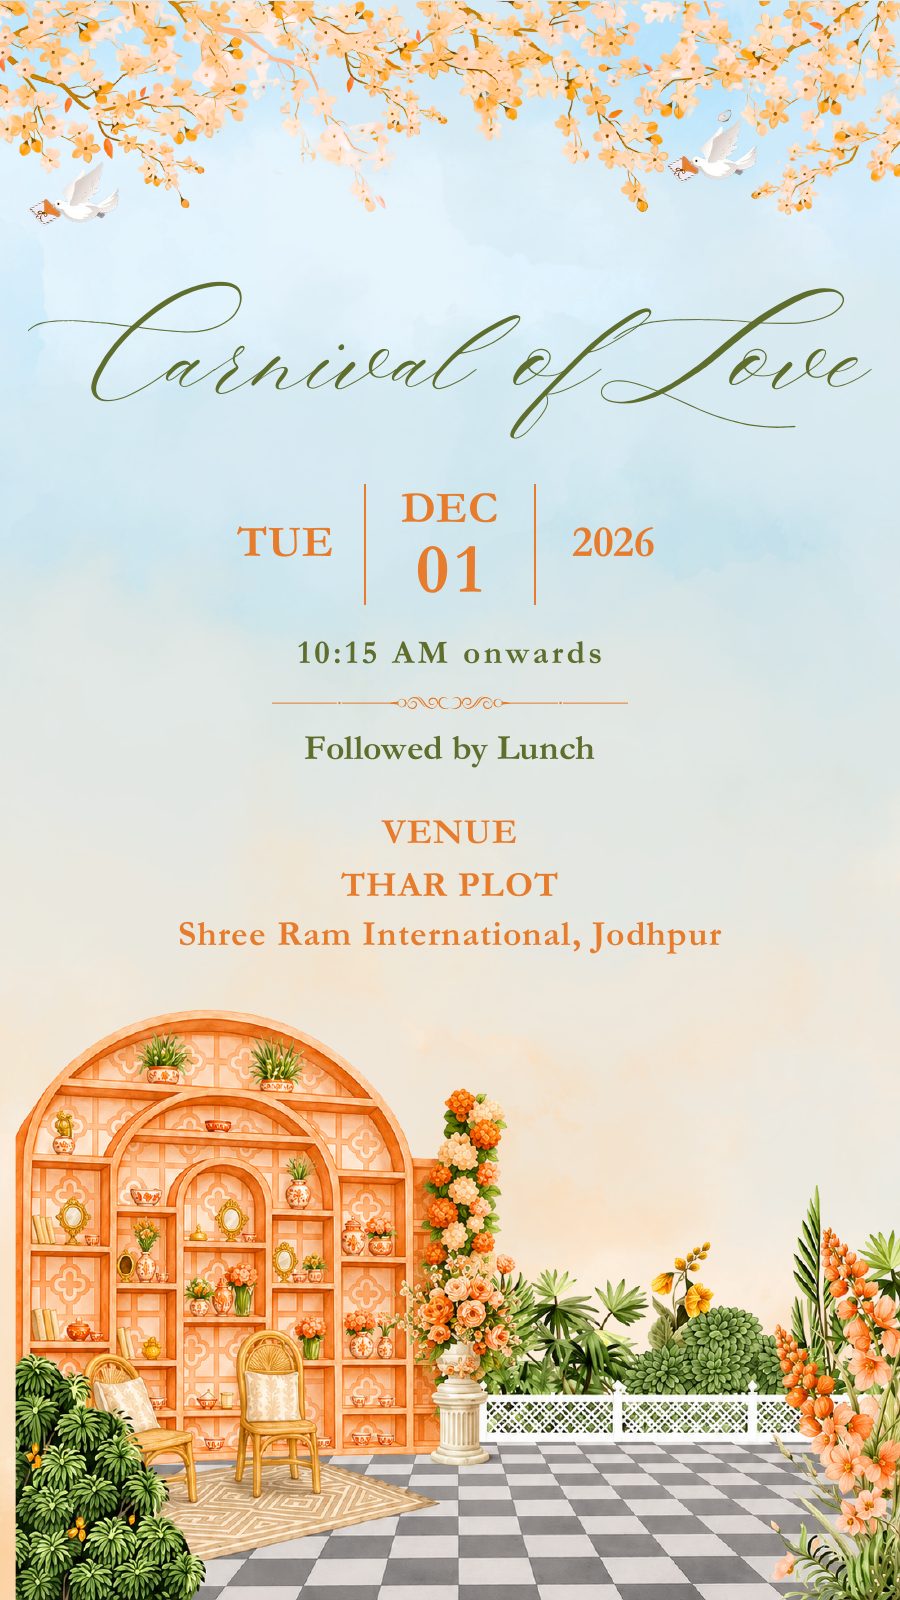 Carnival of Love
TUE
DEC
01
2026
10:15 AM onwards
Followed by Lunch
VENUE
THAR PLOT
Shree Ram International, Jodhpur